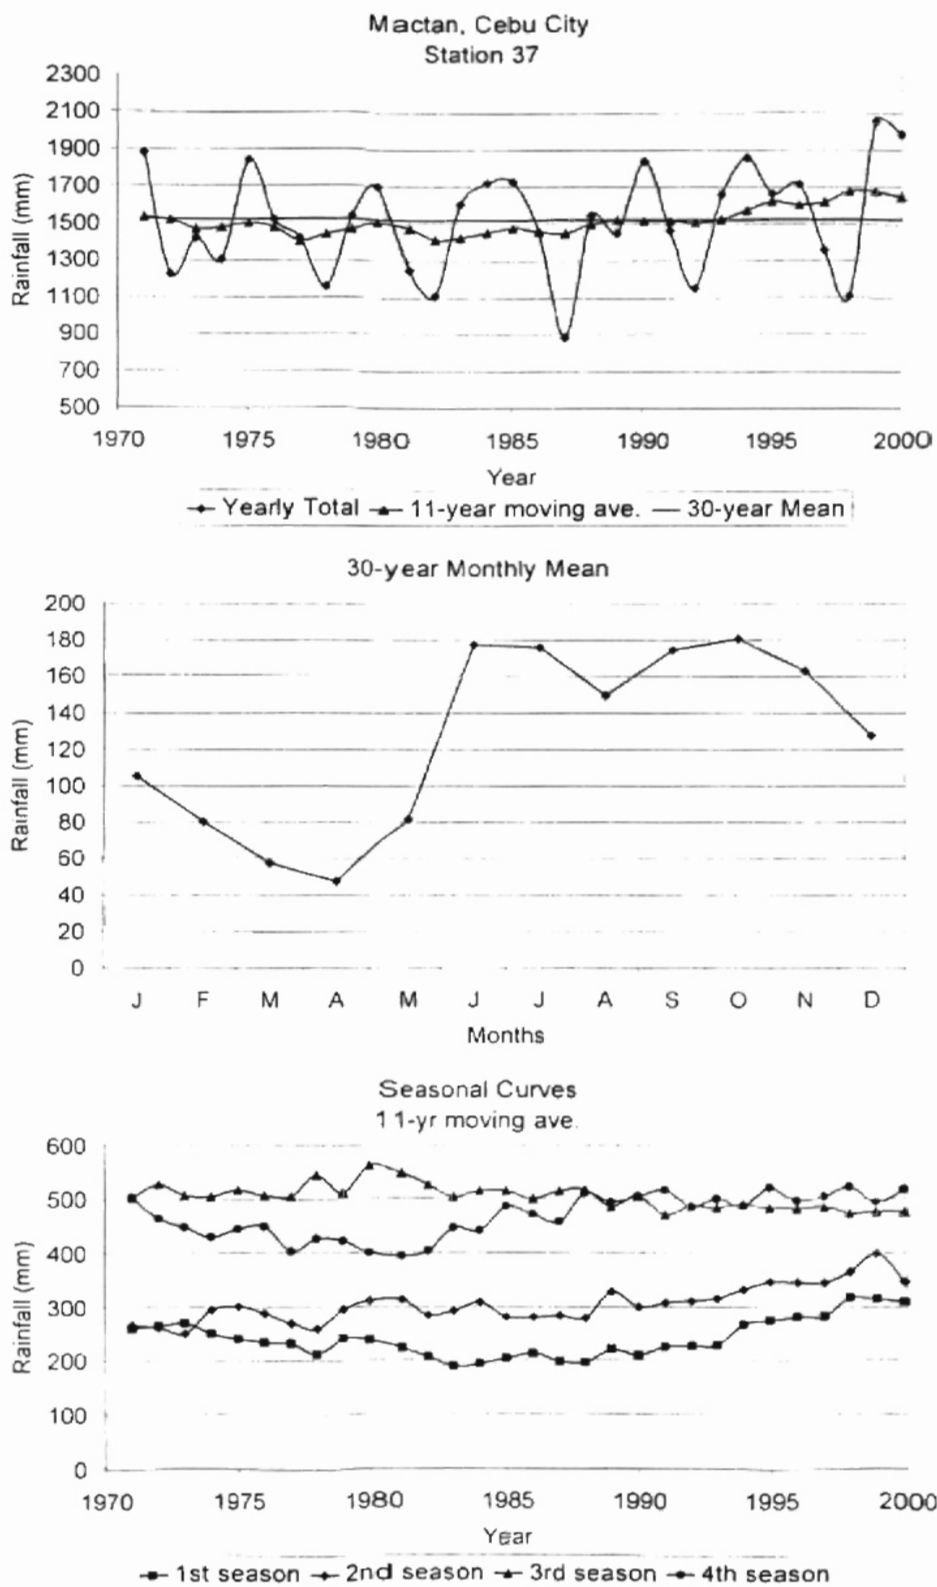 Mactan, Cebu City
Station 37
2300
2100
1900
1700
1500
1300
1100
900
700
500
Rainfall (mm)
1970 1975 1980 1985 1990 1995 2000
Year
Yearly Total 11-year moving ave. 30-year Mean
30-year Monthly Mean
200
180
160
140
120
100
80
60
40
20
0
Rainfall (mm)
J F M A M J J A S O N D
Months
Seasonal Curves
11-yr moving ave.
600
500
400
300
200
100
0
Rainfall (mm)
1970 1975 1980 1985 1990 1995 2000
Year
1st season 2nd season 3rd season 4th season